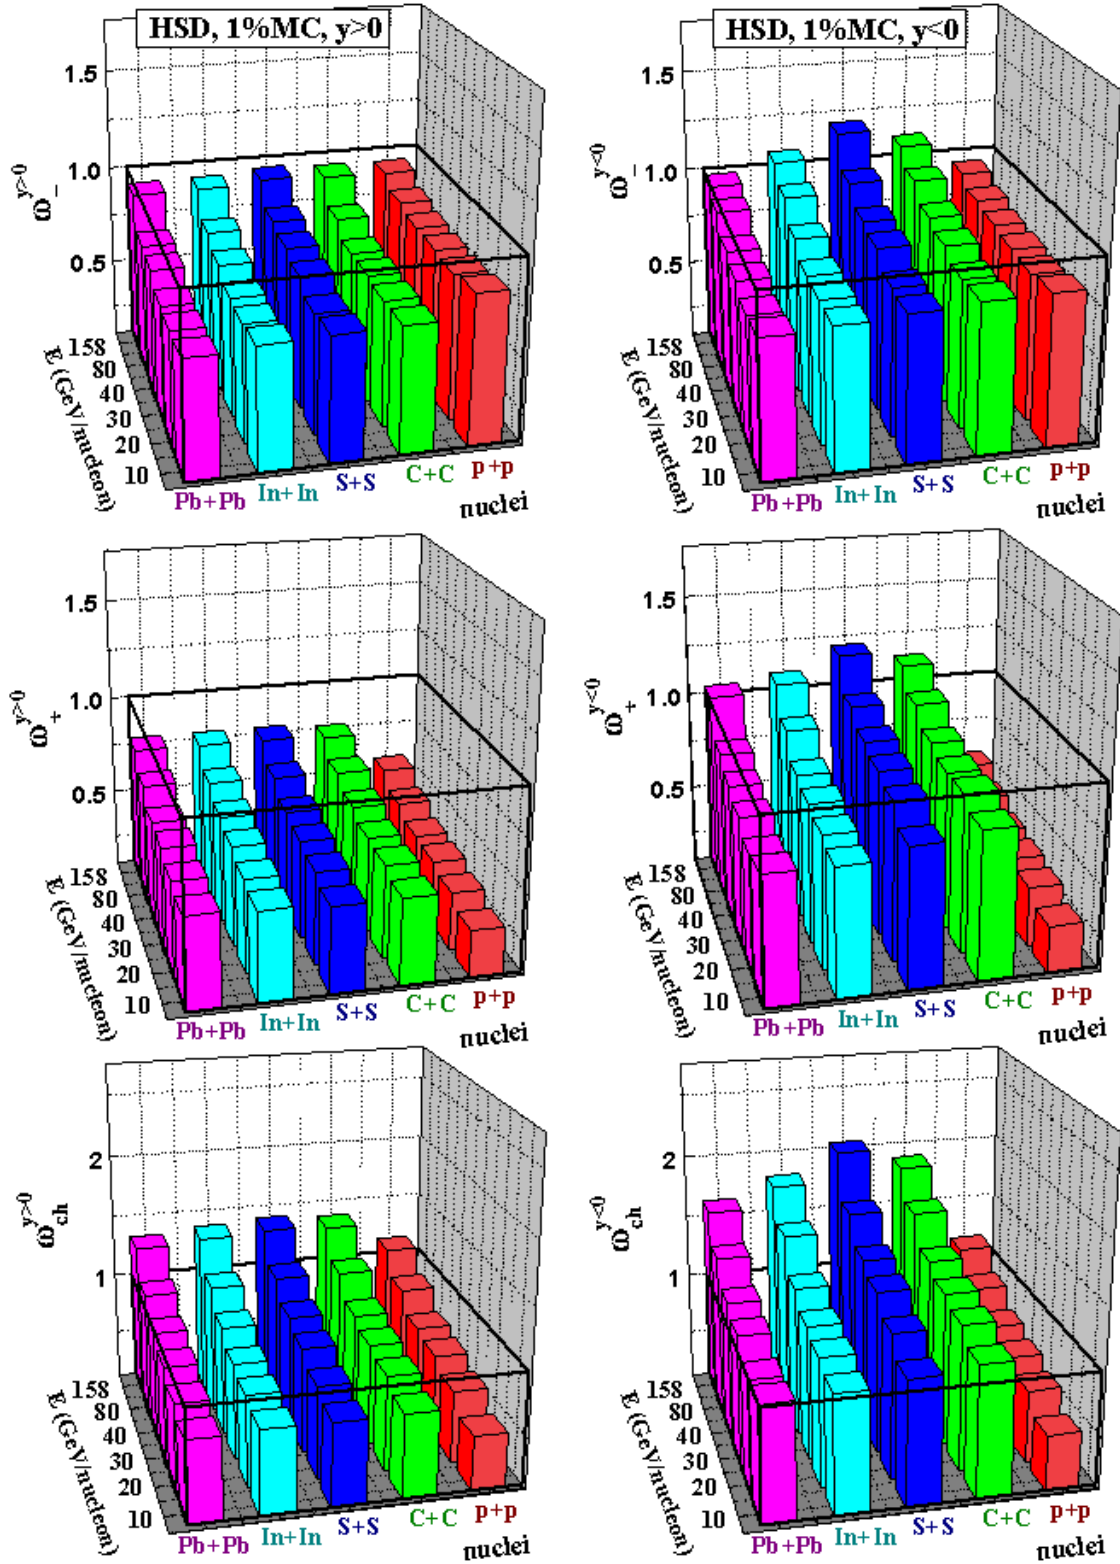 HSD, 1%MC, y>0
1.5
1.0
0.5
ω_-^{y>0}
158
80
40
30
20
10
E (GeV/nucleon)
Pb+Pb
In+In
S+S
C+C
p+p
nuclei
HSD, 1%MC, y<0
1.5
1.0
0.5
ω_-^{y<0}
158
80
40
30
20
10
E (GeV/nucleon)
Pb+Pb
In+In
S+S
C+C
p+p
nuclei
1.5
1.0
0.5
ω_+^{y>0}
158
80
40
30
20
10
E (GeV/nucleon)
Pb+Pb
In+In
S+S
C+C
p+p
nuclei
1.5
1.0
0.5
ω_+^{y<0}
158
80
40
30
20
10
E (GeV/nucleon)
Pb+Pb
In+In
S+S
C+C
p+p
nuclei
2
1
ω_{ch}^{y>0}
158
80
40
30
20
10
E (GeV/nucleon)
Pb+Pb
In+In
S+S
C+C
p+p
nuclei
2
1
ω_{ch}^{y<0}
158
80
40
30
20
10
E (GeV/nucleon)
Pb+Pb
In+In
S+S
C+C
p+p
nuclei